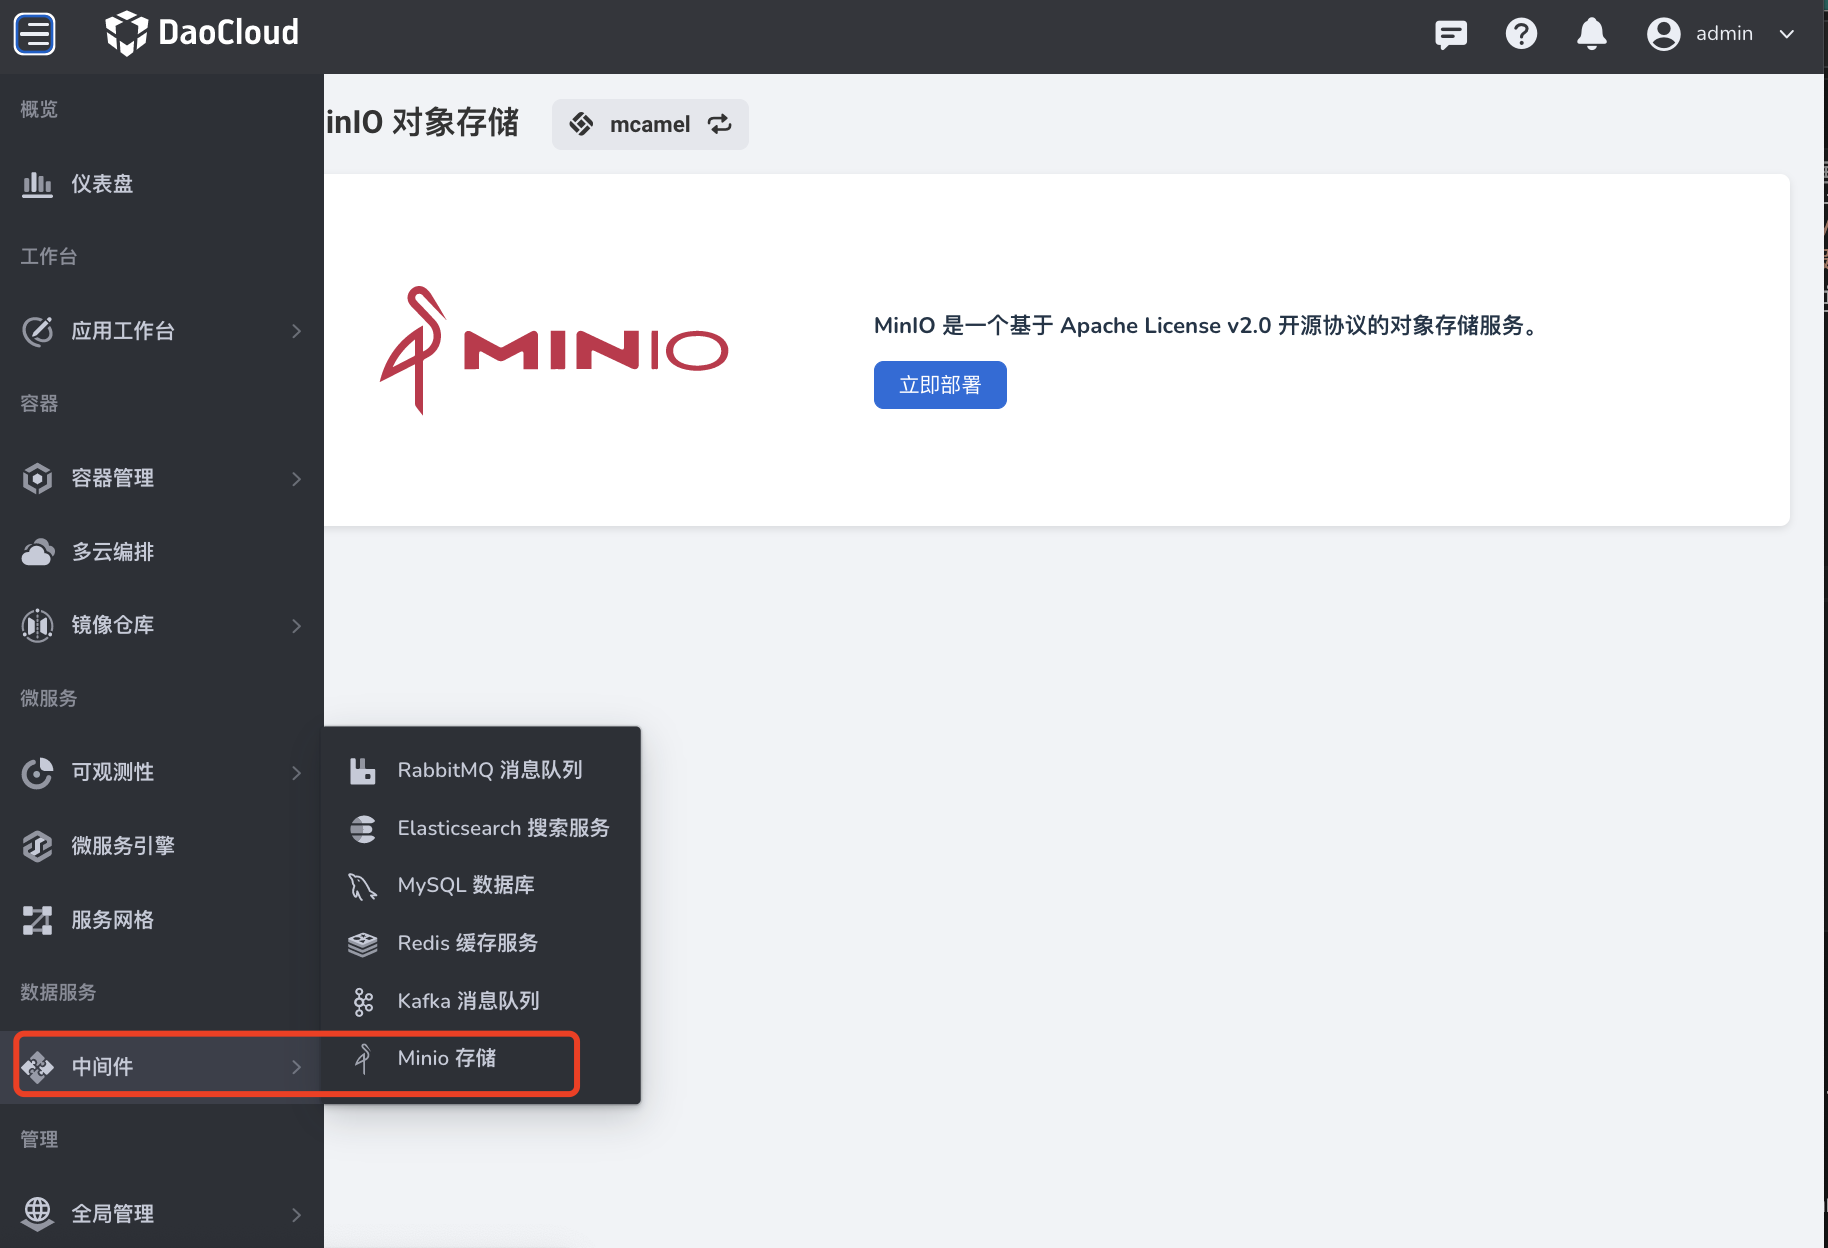 DaoCloud
admin
概览
仪表盘
工作台
应用工作台
容器
容器管理
多云编排
镜像仓库
微服务
可观测性
微服务引擎
服务网格
数据服务
中间件
管理
全局管理
inIO 对象存储
mcamel
MINIO
MinIO 是一个基于 Apache License v2.0 开源协议的对象存储服务。
立即部署
RabbitMQ 消息队列
Elasticsearch 搜索服务
MySQL 数据库
Redis 缓存服务
Kafka 消息队列
Minio 存储